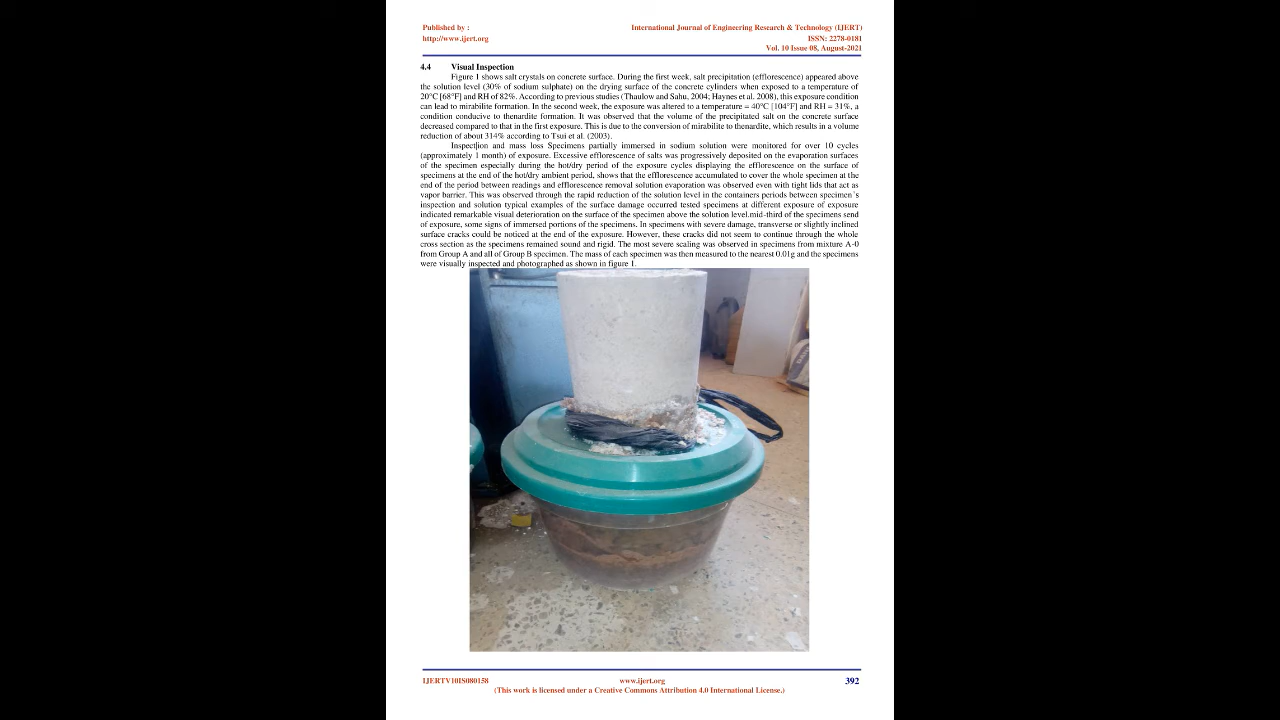 Published by :
International Journal of Engineering Research & Technology (IJERT)
http://www.ijert.org
ISSN: 2278-0181
Vol. 10 Issue 08, August-2021
4.4 Visual Inspection
Figure 1 shows salt crystals on concrete surface. During the first week, salt precipitation (efflorescence) appeared above
the solution level (30% of sodium sulphate) on the drying surface of the concrete cylinders when exposed to a temperature of
20°C [68°F] and RH of 82%. According to previous studies (Thaulow and Sahu, 2004; Haynes et al. 2008), this exposure condition
can lead to mirabilite formation. In the second week, the exposure was altered to a temperature = 40°C [104°F] and RH = 31%, a
condition conducive to thenardite formation. It was observed that the volume of the precipitated salt on the concrete surface
decreased compared to that in the first exposure. This is due to the conversion of mirabilite to thenardite, which results in a volume
reduction of about 314% according to Tsui et al. (2003).
Inspection and mass loss Specimens partially immersed in sodium solution were monitored for over 10 cycles
(approximately 1 month) of exposure. Excessive efflorescence of salts was progressively deposited on the evaporation surfaces
of the specimen especially during the hot/dry period of the exposure cycles displaying the efflorescence on the surface of
specimens at the end of the hot/dry ambient period, shows that the efflorescence accumulated to cover the whole specimen at the
end of the period between readings and efflorescence removal solution evaporation was observed even with tight lids that act as
vapor barrier. This was observed through the rapid reduction of the solution level in the containers periods between specimen's
inspection and solution typical examples of the surface damage occurred tested specimens at different exposure of exposure
indicated remarkable visual deterioration on the surface of the specimen above the solution level.mid-third of the specimens send
of exposure, some signs of immersed portions of the specimens. In specimens with severe damage, transverse or slightly inclined
surface cracks could be noticed at the end of the exposure. However, these cracks did not seem to continue through the whole
cross section as the specimens remained sound and rigid. The most severe scaling was observed in specimens from mixture A-0
from Group A and all of Group B specimen. The mass of each specimen was then measured to the nearest 0.01g and the specimens
were visually inspected and photographed as shown in figure 1.
IJERTV10IS080158
www.ijert.org
392
(This work is licensed under a Creative Commons Attribution 4.0 International License.)